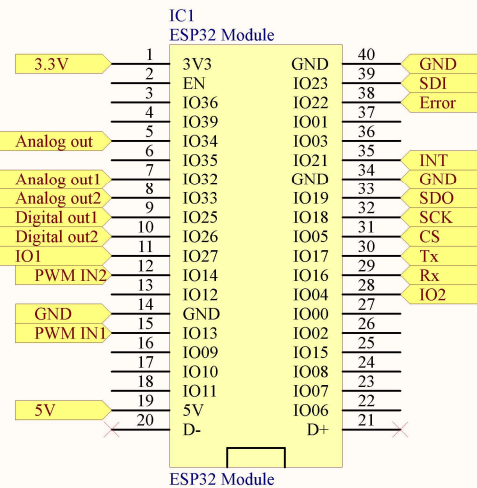 IC1
ESP32 Module
3.3V 1 3V3 GND 40 GND
2 EN IO23 39 SDI
3 IO36 IO22 38 Error
4 IO39 IO01 37
Analog out 5 IO34 IO03 36
6 IO35 IO21 35 INT
Analog out1 7 IO32 GND 34 GND
Analog out2 8 IO33 IO19 33 SDO
Digital out1 9 IO25 IO18 32 SCK
Digital out2 10 IO26 IO05 31 CS
IO1 11 IO27 IO17 30 Tx
PWM IN2 12 IO14 IO16 29 Rx
13 IO12 IO04 28 IO2
GND 14 GND IO00 27
PWM IN1 15 IO13 IO02 26
16 IO09 IO15 25
17 IO10 IO08 24
18 IO11 IO07 23
5V 19 5V IO06 22
20 D- D+ 21
ESP32 Module